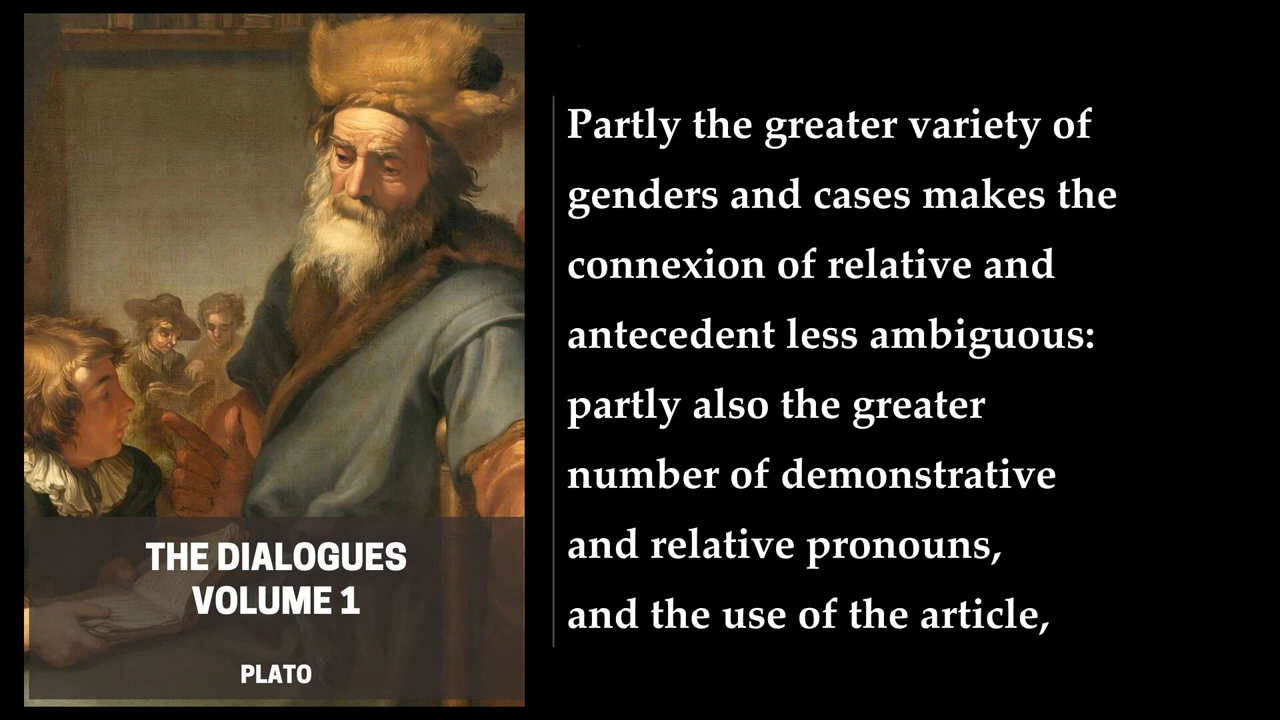 THE DIALOGUES
VOLUME 1
PLATO
Partly the greater variety of
genders and cases makes the
connexion of relative and
antecedent less ambiguous:
partly also the greater
number of demonstrative
and relative pronouns,
and the use of the article,